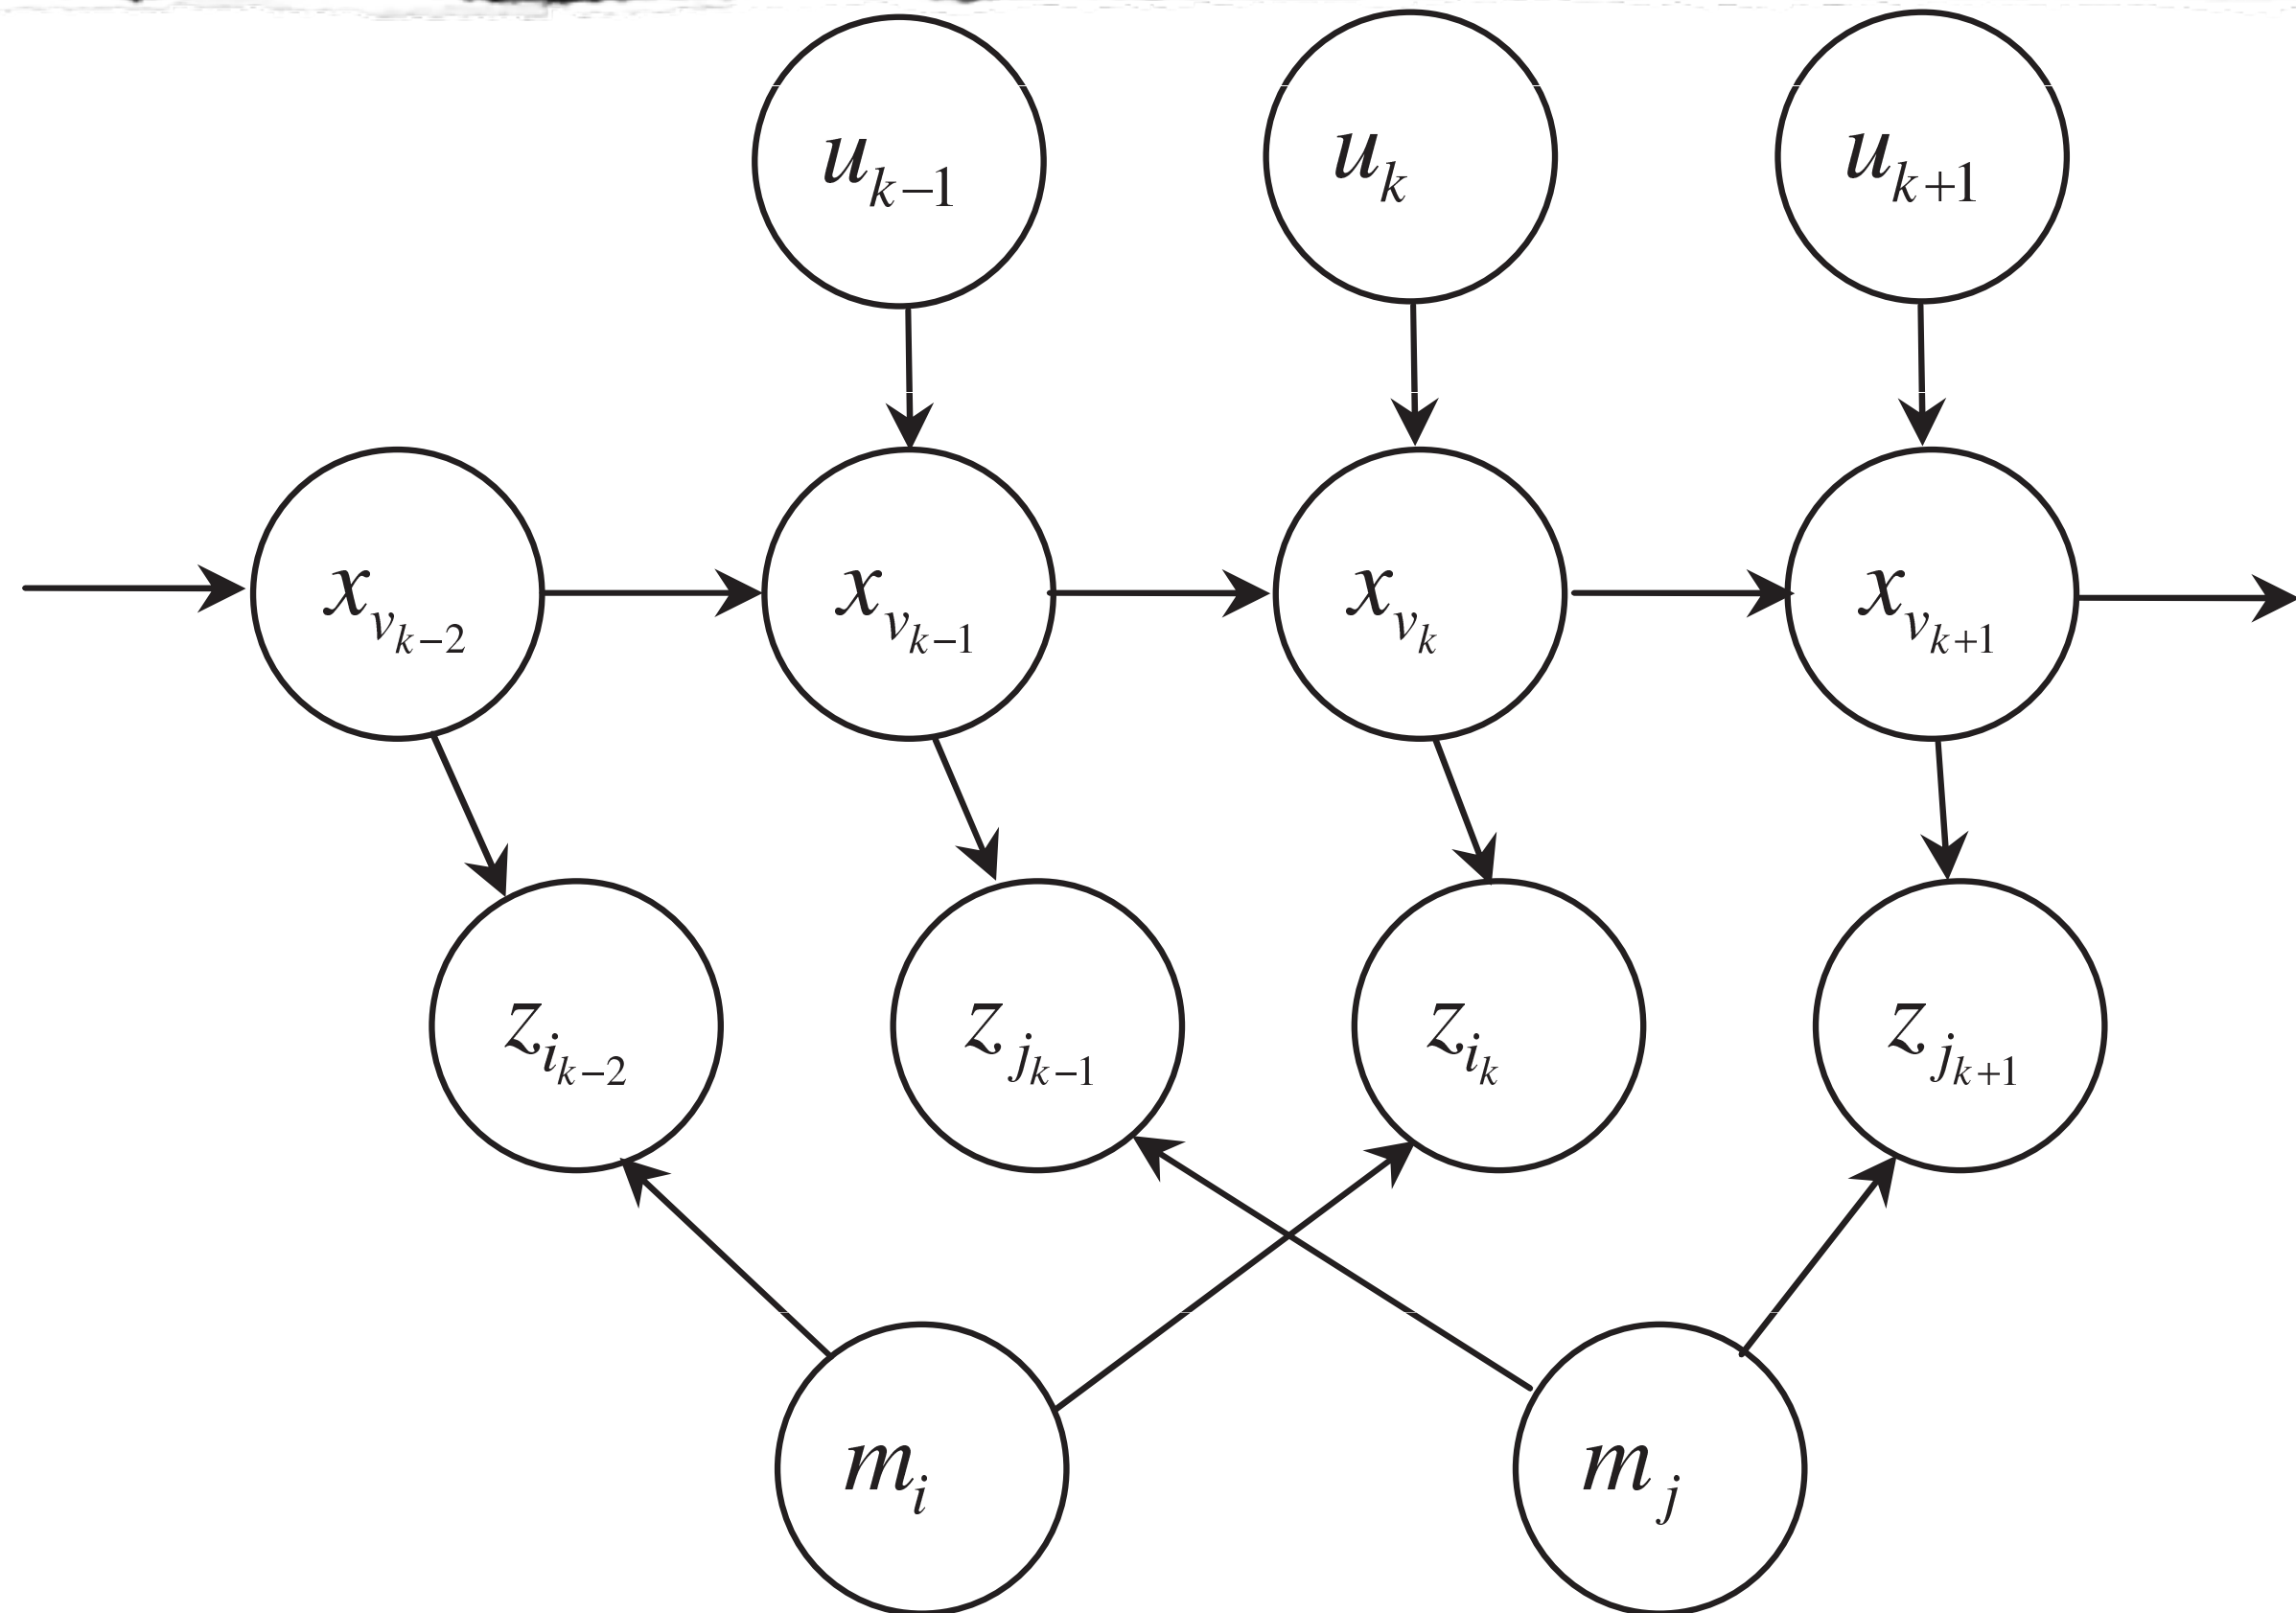 u_{k−1} u_k u_{k+1}
x_{v_{k−2}} x_{v_{k−1}} x_{v_k} x_{v_{k+1}}
z_{i_{k−2}} z_{j_{k−1}} z_{i_k} z_{j_{k+1}}
m_i m_j